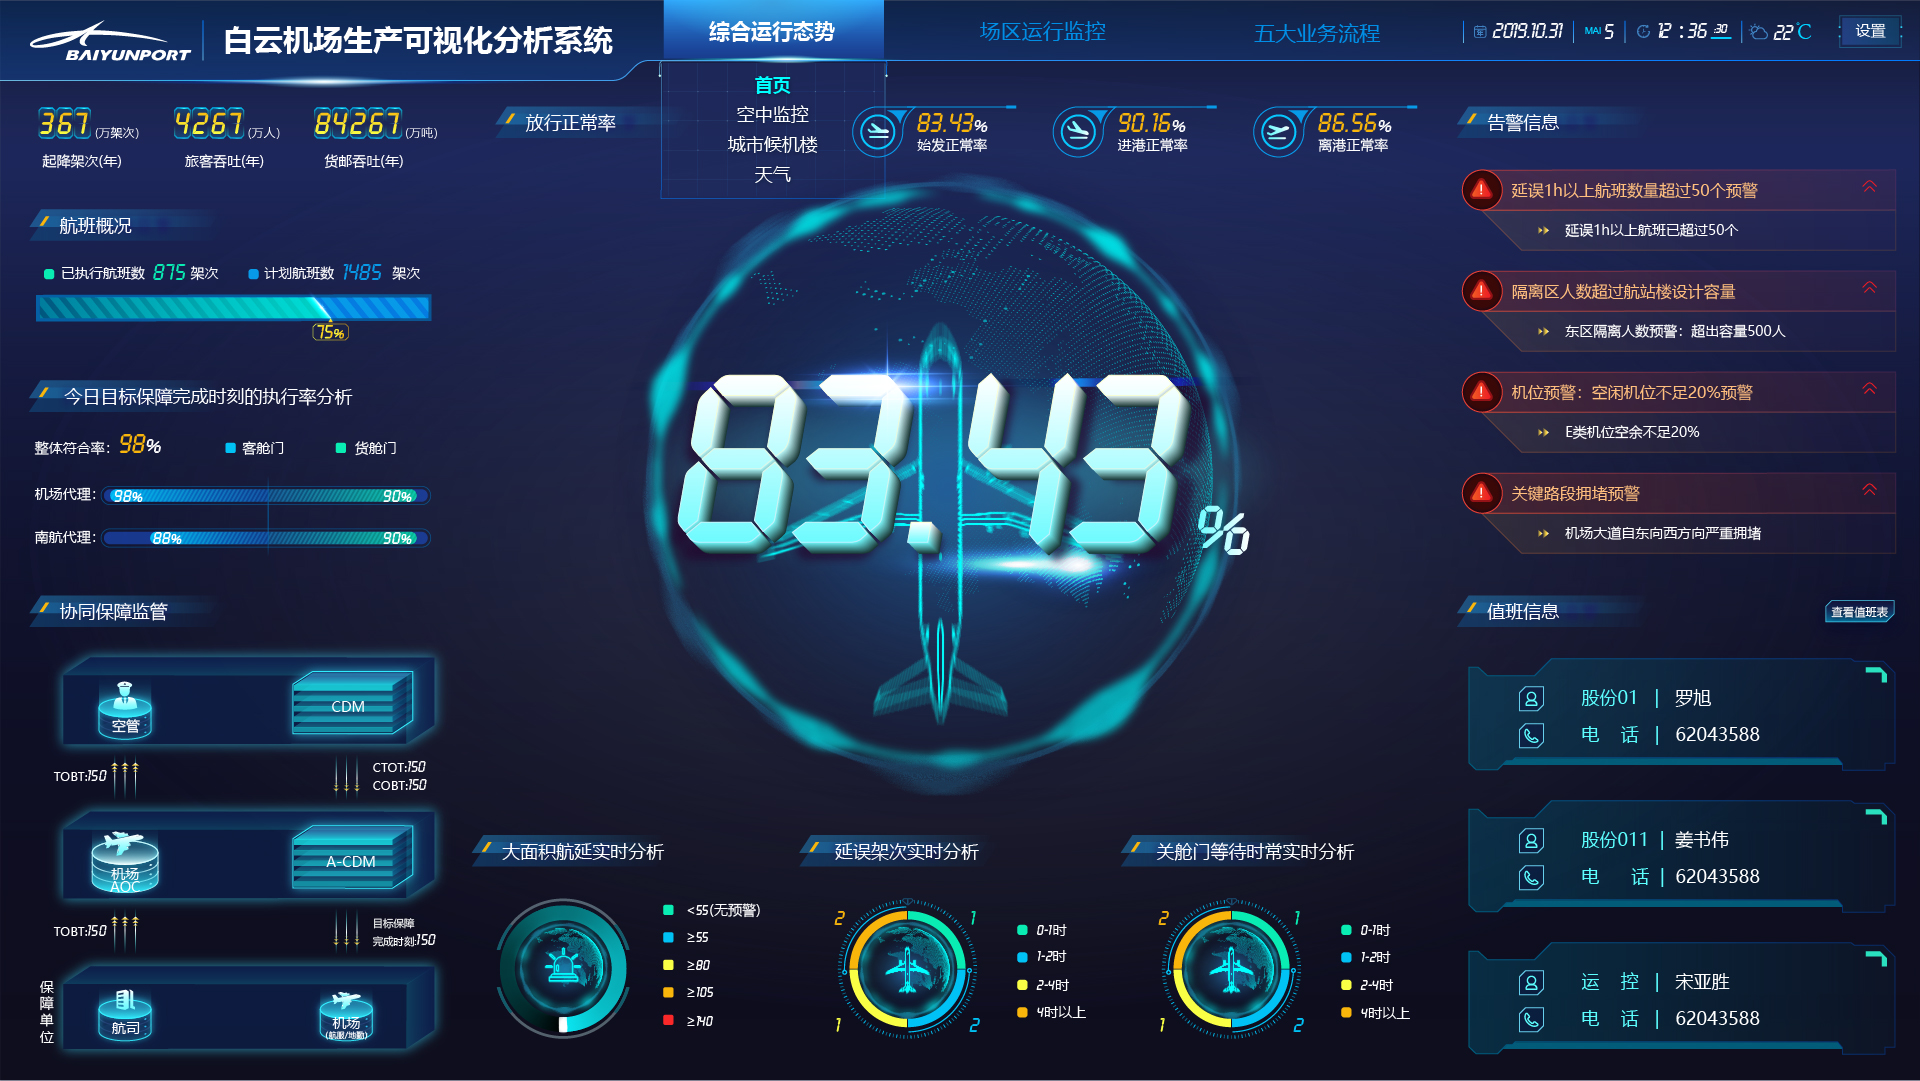 BAIYUNPORT
白云机场生产可视化分析系统
综合运行态势
场区运行监控
五大业务流程
2019.10.31
MAI 5
12 : 36 :30
22℃
设置
首页
空中监控
城市候机楼
天气
367 (万架次)
起降架次(年)
4267 (万人)
旅客吞吐(年)
84267 (万吨)
货邮吞吐(年)
放行正常率
83.43%
始发正常率
90.16%
进港正常率
86.56%
离港正常率
航班概况
已执行航班数 875 架次
计划航班数 1485 架次
75%
今日目标保障完成时刻的执行率分析
整体符合率: 98%
客舱门
货舱门
机场代理: 98% 90%
南航代理: 88% 90%
协同保障监管
空管
CDM
TOBT:150
CTOT:150
COBT:150
机场
AOC
A-CDM
TOBT:150
目标保障
完成时刻:150
保障单位
航司
机场
(航服/地勤)
83.43%
大面积航延实时分析
<55(无预警)
≥55
≥80
≥105
≥140
延误架次实时分析
2
1
1
2
0-1时
1-2时
2-4时
4时以上
关舱门等待时常实时分析
2
1
1
2
0-1时
1-2时
2-4时
4时以上
告警信息
延误1h以上航班数量超过50个预警
延误1h以上航班已超过50个
隔离区人数超过航站楼设计容量
东区隔离人数预警：超出容量500人
机位预警：空闲机位不足20%预警
E类机位空余不足20%
关键路段拥堵预警
机场大道自东向西方向严重拥堵
值班信息
查看值班表
股份01 | 罗旭
电 话 | 62043588
股份011 | 姜书伟
电 话 | 62043588
运 控 | 宋亚胜
电 话 | 62043588